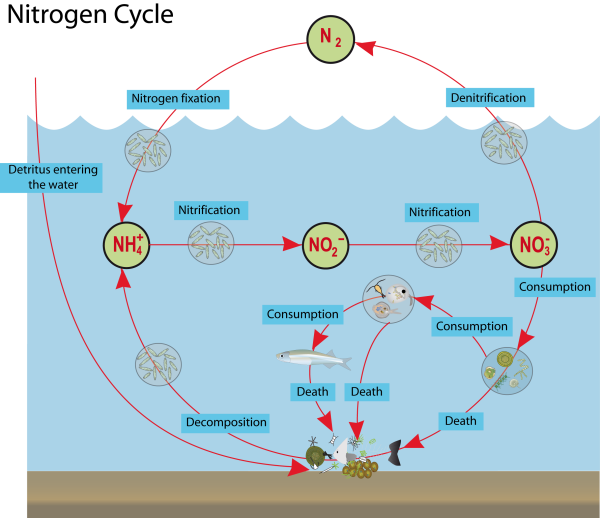 Nitrogen Cycle
N₂
Nitrogen fixation
Denitrification
Detritus entering
the water
Nitrification
Nitrification
NH₄⁺
NO₂⁻
NO₃⁻
Consumption
Consumption
Consumption
Death
Death
Decomposition
Death